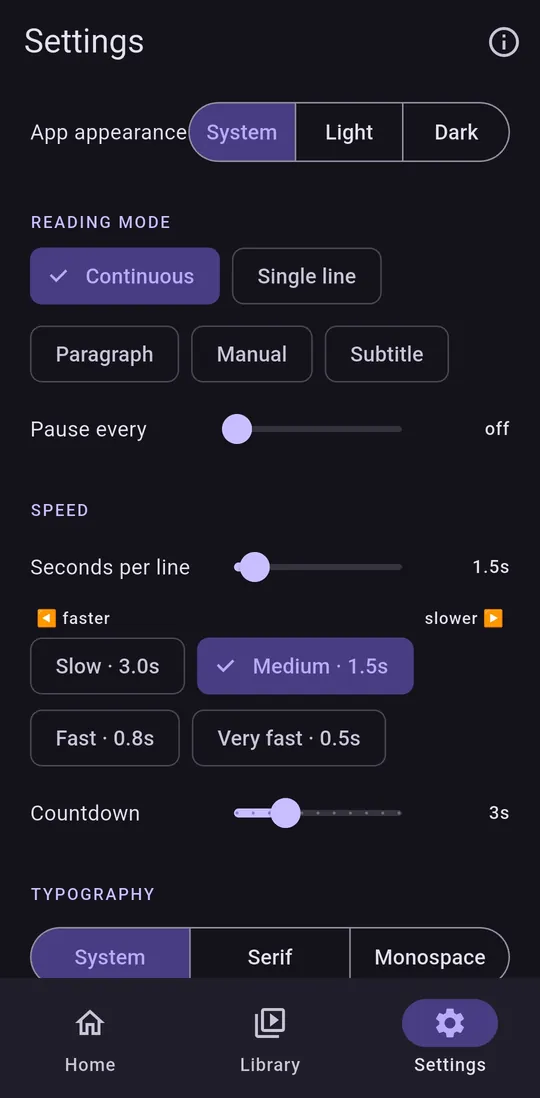 Settings
App appearance System Light Dark
READING MODE
Continuous Single line
Paragraph Manual Subtitle
Pause every off
SPEED
Seconds per line 1.5s
◀️ faster slower ▶️
Slow · 3.0s Medium · 1.5s
Fast · 0.8s Very fast · 0.5s
Countdown 3s
TYPOGRAPHY
System Serif Monospace
Home Library Settings